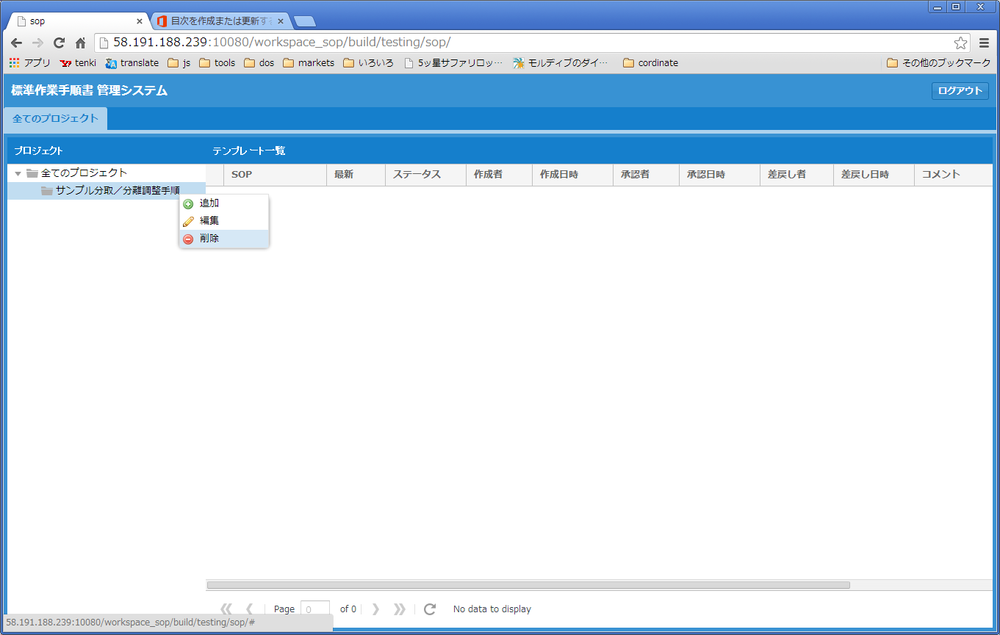 sop
目次を作成または更新す
58.191.188.239:10080/workspace_sop/build/testing/sop/
アプリ tenki translate js tools dos markets いろいろ 5ッ星サファリロッ… モルディブのダイ… cordinate その他のブックマーク
標準作業手順書 管理システム ログアウト
全てのプロジェクト
プロジェクト テンプレート一覧
全てのプロジェクト SOP 最新 ステータス 作成者 作成日時 承認者 承認日時 差戻し者 差戻し日時 コメント
サンプル分取／分離調整手順
追加
編集
削除
Page 0 of 0 No data to display
58.191.188.239:10080/workspace_sop/build/testing/sop/#